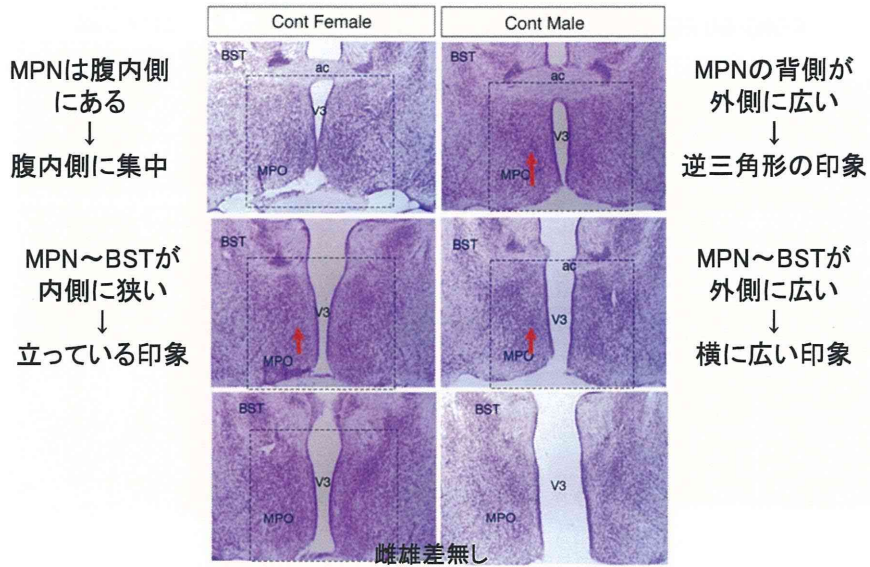 Cont Female
Cont Male
MPNは腹内側
にある
↓
腹内側に集中
BST
ac
V3
MPO
BST
ac
V3
MPO
MPNの背側が
外側に広い
↓
逆三角形の印象
MPN～BSTが
内側に狭い
↓
立っている印象
BST
V3
MPO
BST
ac
V3
MPO
MPN～BSTが
外側に広い
↓
横に広い印象
BST
V3
MPO
BST
V3
MPO
雌雄差無し